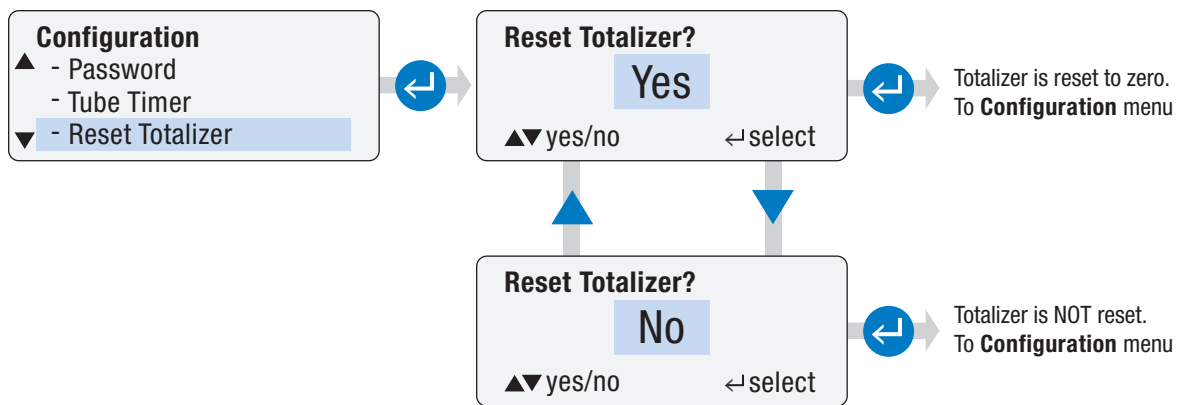 Configuration
- Password
- Tube Timer
- Reset Totalizer
Reset Totalizer?
Yes
▲▼ yes/no ↵ select
Totalizer is reset to zero.
To Configuration menu
Reset Totalizer?
No
▲▼ yes/no ↵ select
Totalizer is NOT reset.
To Configuration menu